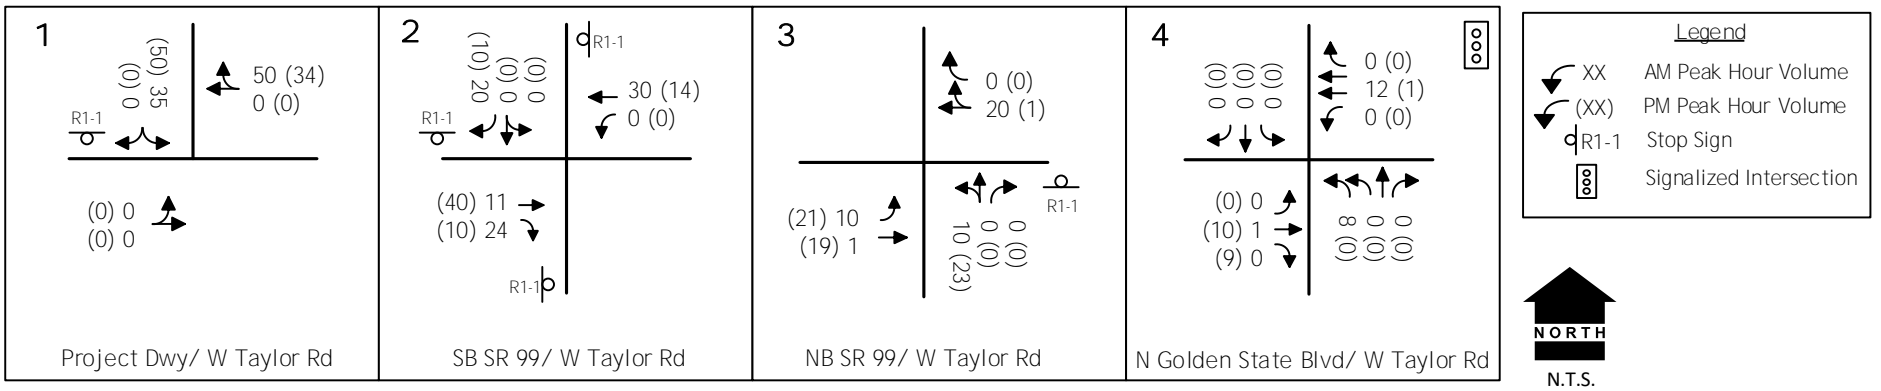 1
(0) 0
(50) 35
50 (34)
0 (0)
R1-1
(0) 0
(0) 0
Project Dwy/ W Taylor Rd
2
(10) 20
(0) 0
(0) 0
R1-1
30 (14)
0 (0)
R1-1
(40) 11
(10) 24
R1-1
SB SR 99/ W Taylor Rd
3
0 (0)
20 (1)
(21) 10
(19) 1
10 (23)
0 (0)
0 (0)
R1-1
NB SR 99/ W Taylor Rd
4
(0) 0
(0) 0
(0) 0
0 (0)
12 (1)
0 (0)
(0) 0
(10) 1
(9) 0
8 (0)
0 (0)
0 (0)
N Golden State Blvd/ W Taylor Rd
Legend
XX AM Peak Hour Volume
(XX) PM Peak Hour Volume
R1-1 Stop Sign
Signalized Intersection
NORTH
N.T.S.